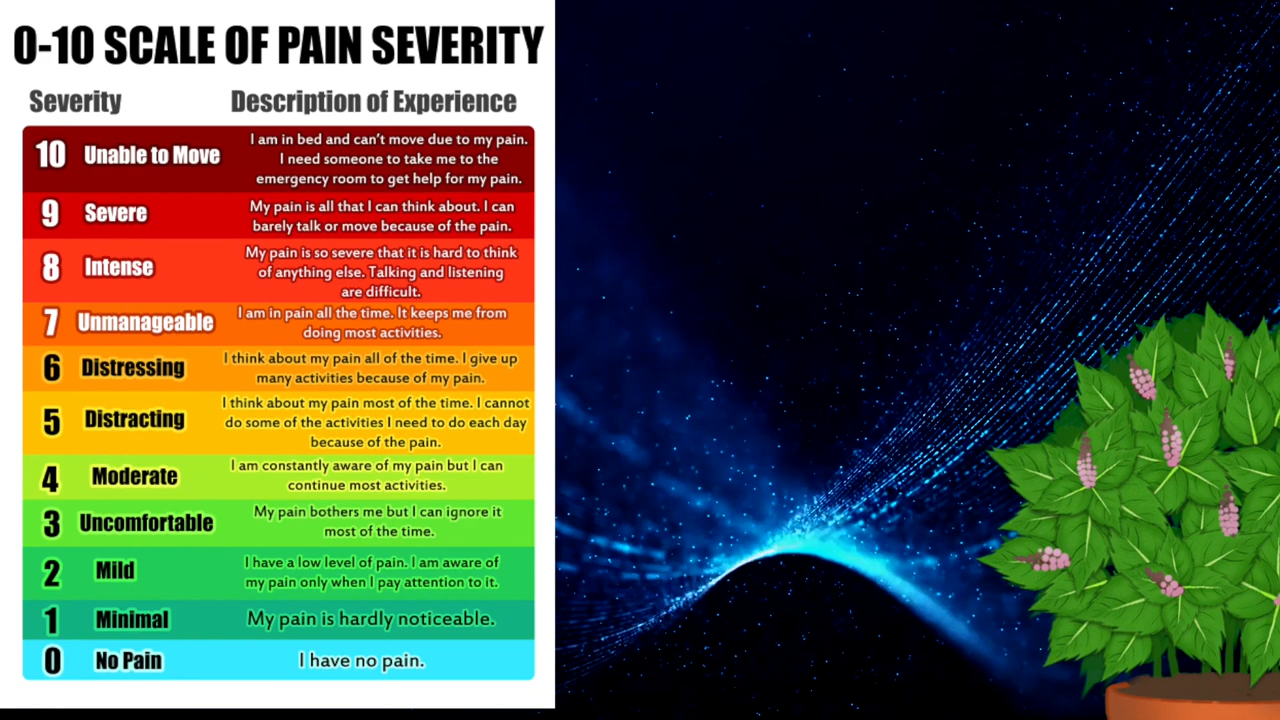 0-10 SCALE OF PAIN SEVERITY
Severity Description of Experience
10 Unable to Move
I am in bed and can't move due to my pain.
I need someone to take me to the
emergency room to get help for my pain.
9 Severe
My pain is all that I can think about. I can
barely talk or move because of the pain.
8 Intense
My pain is so severe that it is hard to think
of anything else. Talking and listening
are difficult.
7 Unmanageable
I am in pain all the time. It keeps me from
doing most activities.
6 Distressing
I think about my pain all of the time. I give up
many activities because of my pain.
5 Distracting
I think about my pain most of the time. I cannot
do some of the activities I need to do each day
because of the pain.
4 Moderate
I am constantly aware of my pain but I can
continue most activities.
3 Uncomfortable
My pain bothers me but I can ignore it
most of the time.
2 Mild
I have a low level of pain. I am aware of
my pain only when I pay attention to it.
1 Minimal
My pain is hardly noticeable.
0 No Pain
I have no pain.